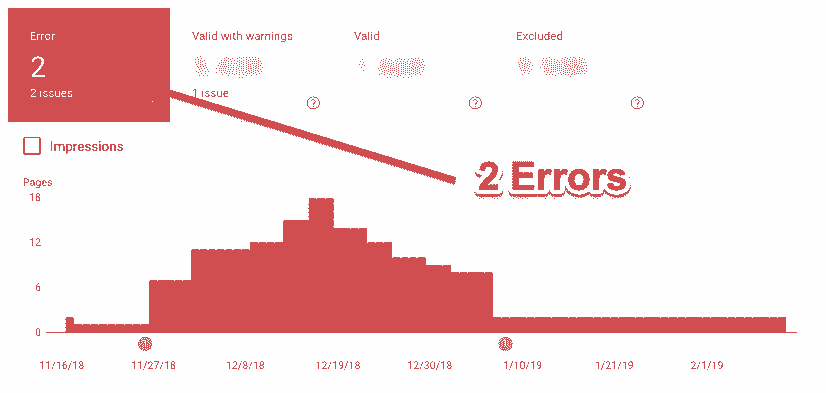 Error
Valid with warnings
Valid
Excluded
2
2 issues
1 issue
?
?
?
Impressions
2 Errors
Pages
18
12
6
0
11/16/18
11/27/18
12/8/18
12/19/18
12/30/18
1/10/19
1/21/19
2/1/19